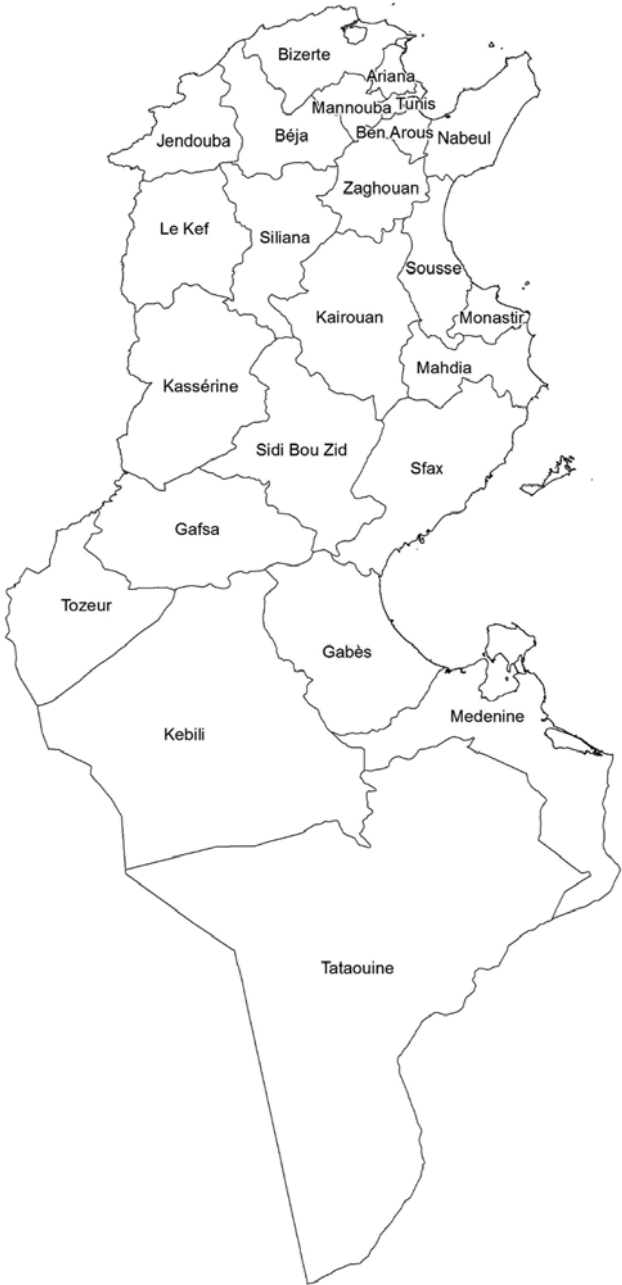 Bizerte
Ariana
Mannouba
Tunis
Jendouba
Béja
Ben Arous
Nabeul
Zaghouan
Le Kef
Siliana
Sousse
Kairouan
Monastir
Mahdia
Kassérine
Sidi Bou Zid
Sfax
Gafsa
Tozeur
Gabès
Medenine
Kebili
Tataouine